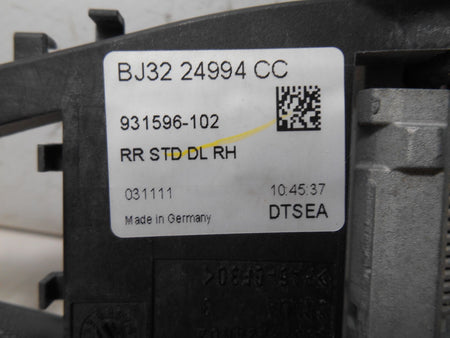 BJ32 24994 CC
931596-102
RR STD DL RH
031111 10:45:37
Made in Germany DTSEA